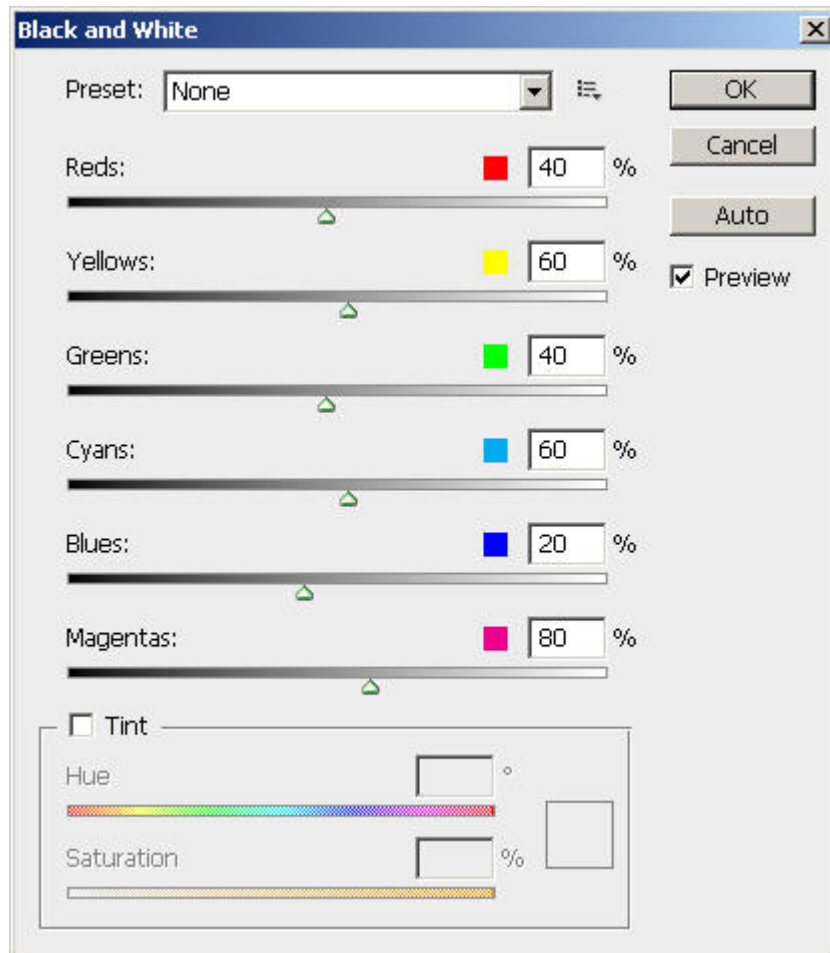 Black and White
Preset: None
OK
Cancel
Auto
Preview
Reds: 40 %
Yellows: 60 %
Greens: 40 %
Cyans: 60 %
Blues: 20 %
Magentas: 80 %
Tint
Hue °
Saturation %